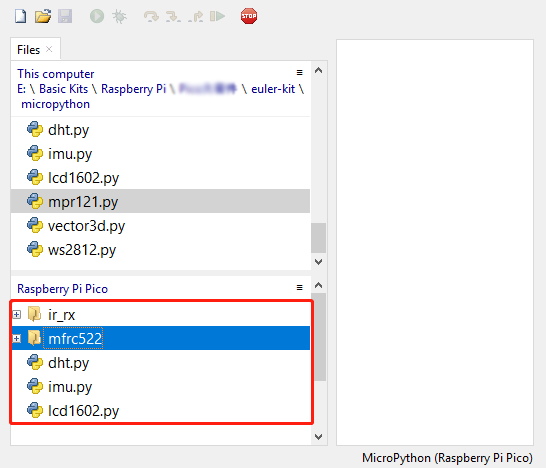 STOP
Files
This computer
E: \ Basic Kits \ Raspberry Pi \ \ euler-kit \
micropython
dht.py
imu.py
lcd1602.py
mpr121.py
vector3d.py
ws2812.py
Raspberry Pi Pico
ir_rx
mfrc522
dht.py
imu.py
lcd1602.py
MicroPython (Raspberry Pi Pico)